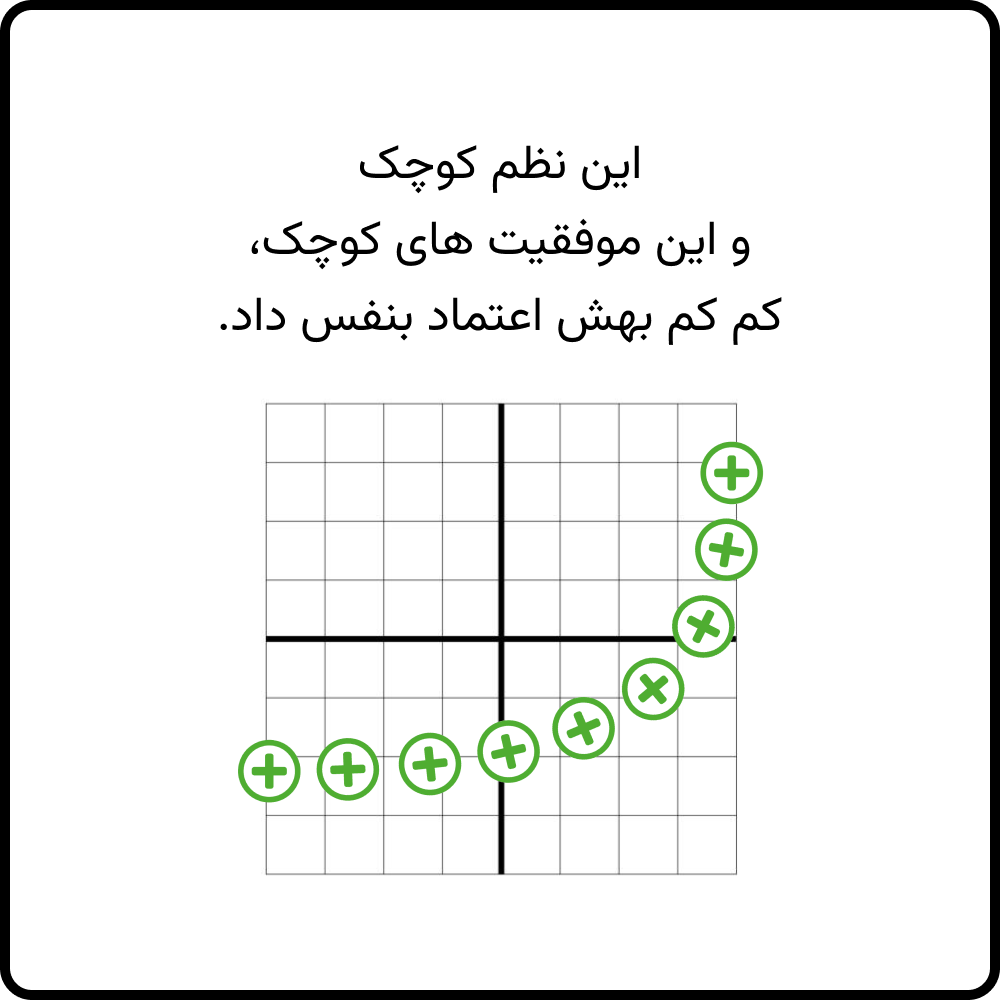 این نظم کوچک
و این موفقیت های کوچک،
کم کم بهش اعتماد بنفس داد.